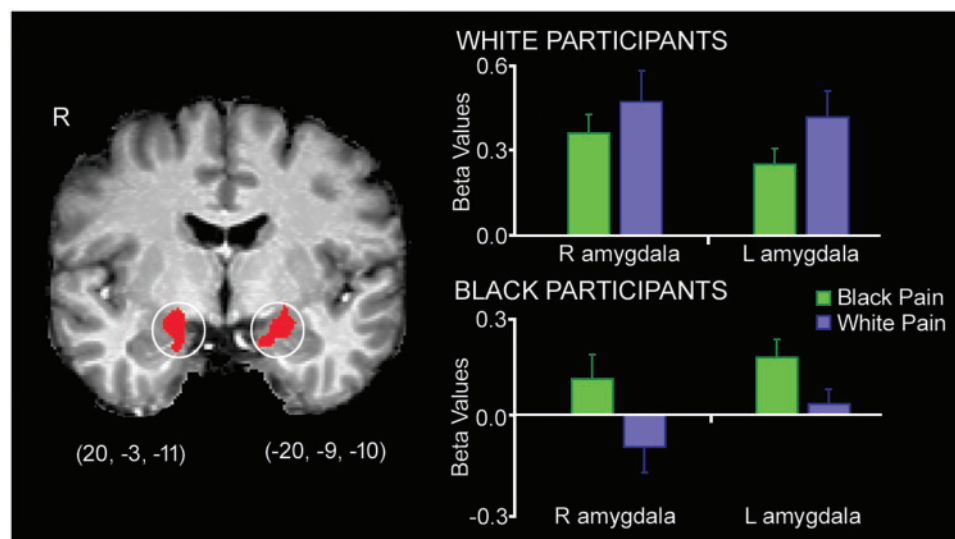 R
(20, -3, -11)
(-20, -9, -10)
WHITE PARTICIPANTS
Beta Values
0.6
0.3
0.0
R amygdala
L amygdala
BLACK PARTICIPANTS
Black Pain
White Pain
Beta Values
0.3
0.0
-0.3
R amygdala
L amygdala